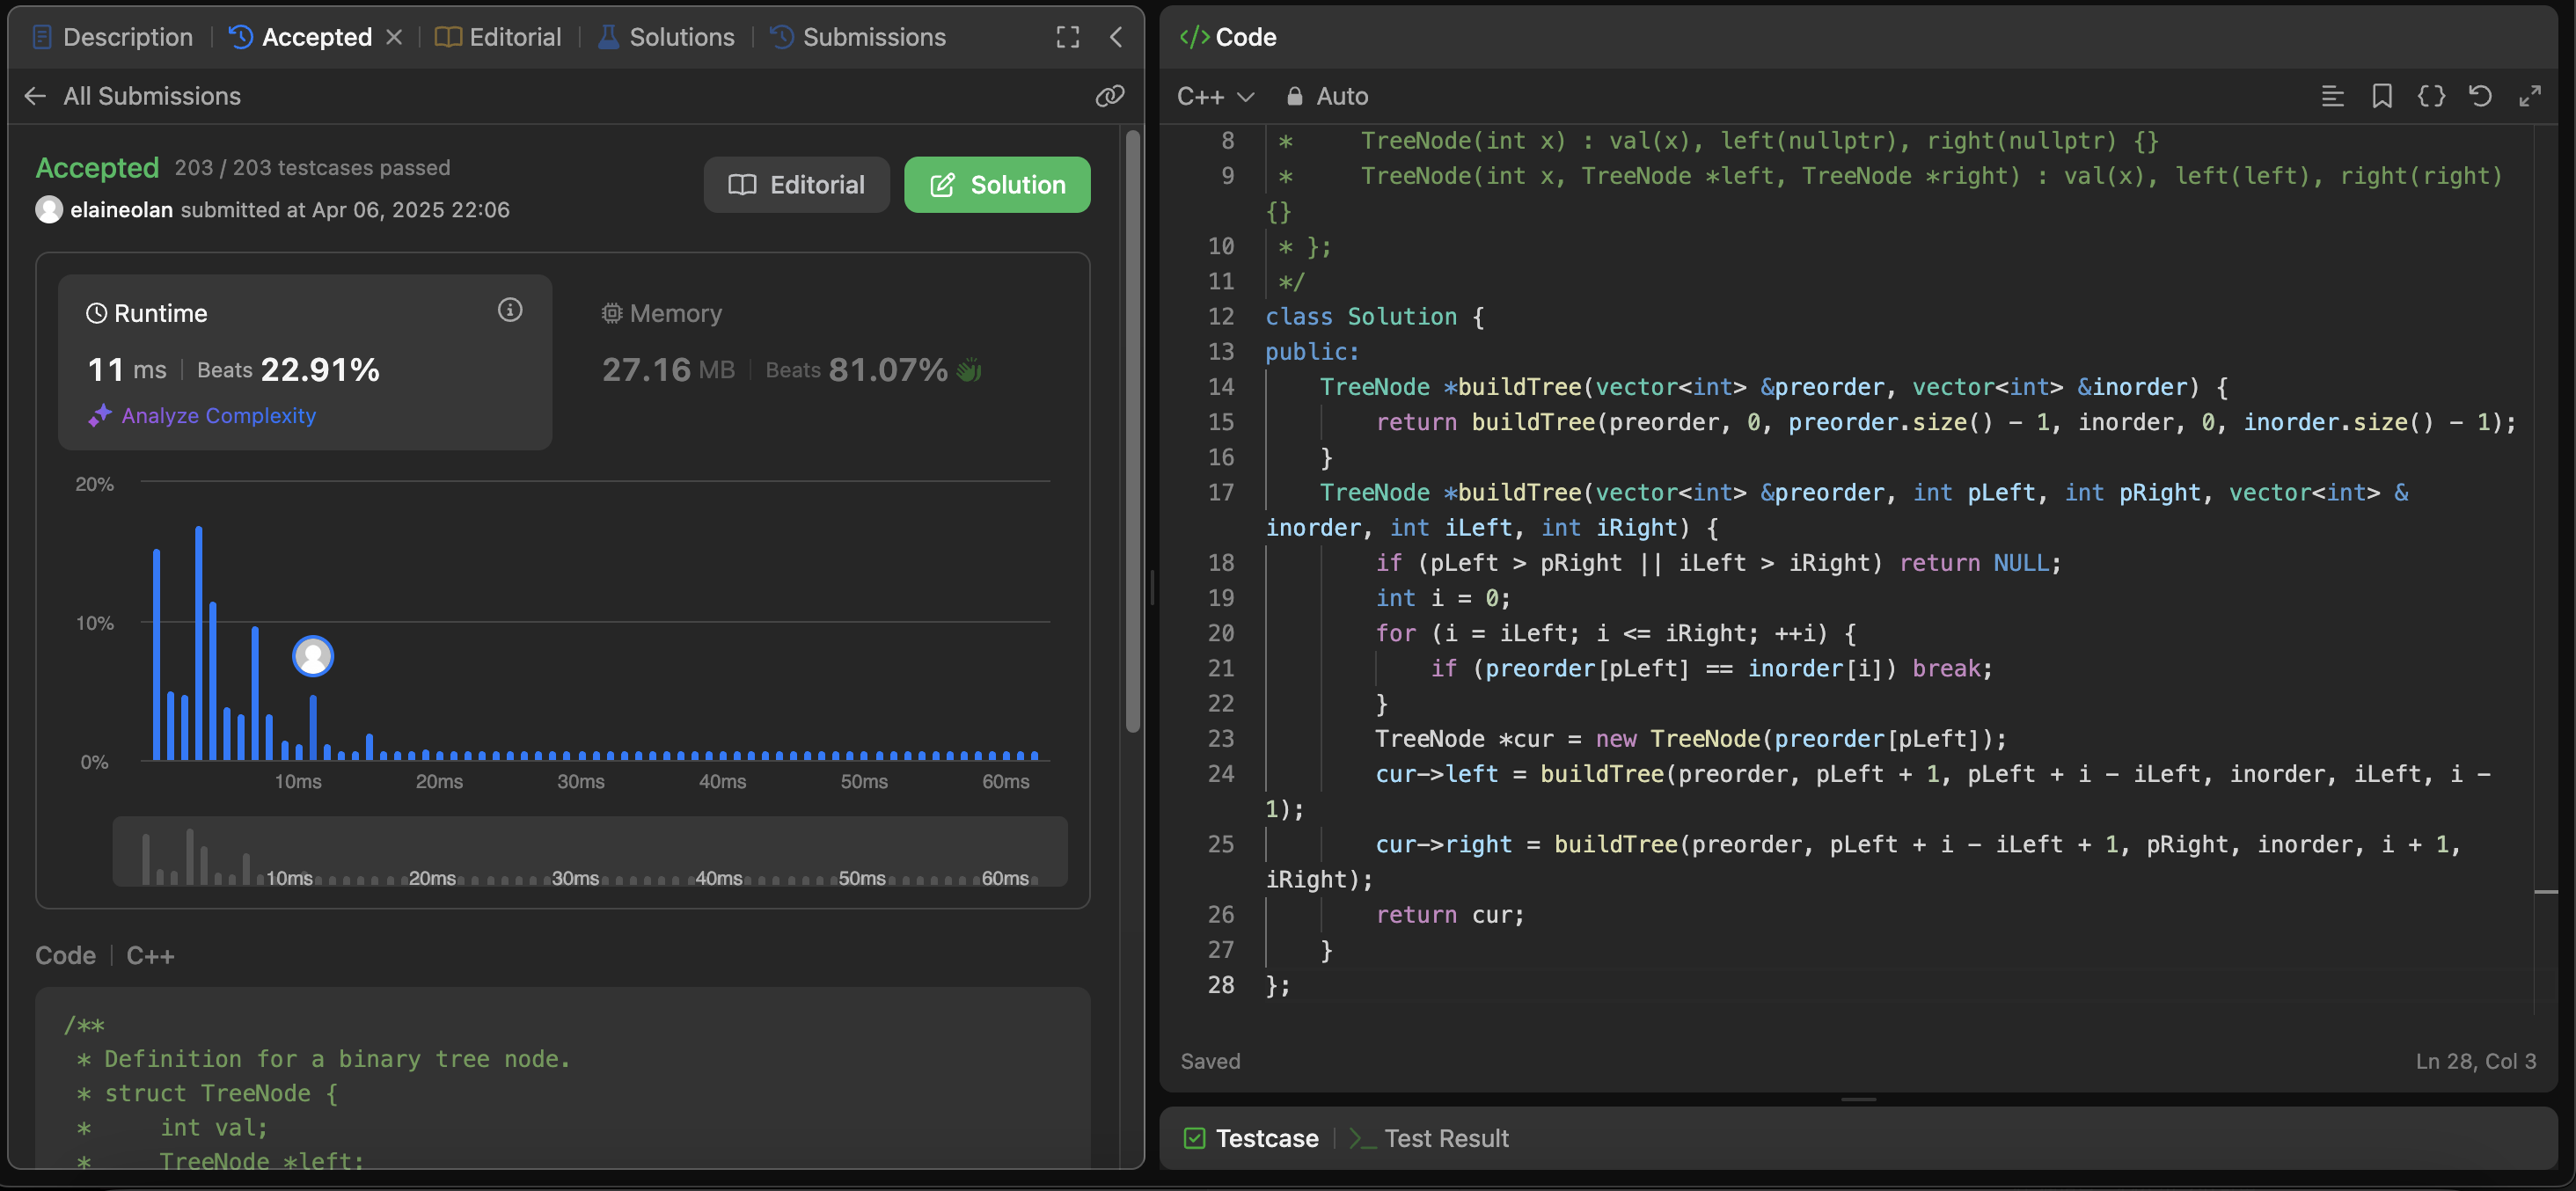 Description | Accepted × | Editorial | Solutions | Submissions
All Submissions
Accepted 203 / 203 testcases passed
elaineolan submitted at Apr 06, 2025 22:06
Editorial
Solution
Runtime
11 ms | Beats 22.91%
Analyze Complexity
Memory
27.16 MB | Beats 81.07%
20%
10%
0%
10ms 20ms 30ms 40ms 50ms 60ms
10ms 20ms 30ms 40ms 50ms 60ms
Code | C++
/**
* Definition for a binary tree node.
* struct TreeNode {
*     int val;
*     TreeNode *left;
</> Code
C++ Auto
8 *     TreeNode(int x) : val(x), left(nullptr), right(nullptr) {}
9 *     TreeNode(int x, TreeNode *left, TreeNode *right) : val(x), left(left), right(right)
{}
10 * };
11 */
12 class Solution {
13 public:
14     TreeNode *buildTree(vector<int> &preorder, vector<int> &inorder) {
15         return buildTree(preorder, 0, preorder.size() - 1, inorder, 0, inorder.size() - 1);
16     }
17     TreeNode *buildTree(vector<int> &preorder, int pLeft, int pRight, vector<int> &
inorder, int iLeft, int iRight) {
18         if (pLeft > pRight || iLeft > iRight) return NULL;
19         int i = 0;
20         for (i = iLeft; i <= iRight; ++i) {
21             if (preorder[pLeft] == inorder[i]) break;
22         }
23         TreeNode *cur = new TreeNode(preorder[pLeft]);
24         cur->left = buildTree(preorder, pLeft + 1, pLeft + i - iLeft, inorder, iLeft, i -
1);
25         cur->right = buildTree(preorder, pLeft + i - iLeft + 1, pRight, inorder, i + 1,
iRight);
26         return cur;
27     }
28 };
Saved
Ln 28, Col 3
Testcase | >_ Test Result